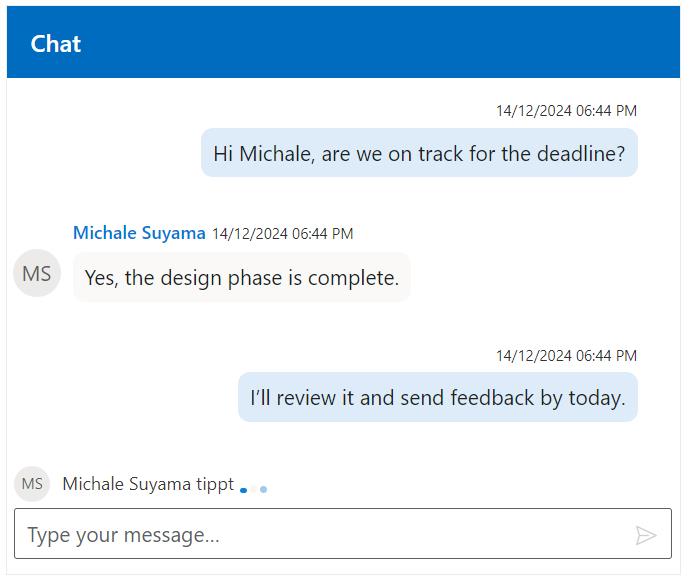 Chat
14/12/2024 06:44 PM
Hi Michale, are we on track for the deadline?
Michale Suyama 14/12/2024 06:44 PM
MS
Yes, the design phase is complete.
14/12/2024 06:44 PM
I’ll review it and send feedback by today.
MS Michale Suyama tippt
Type your message…